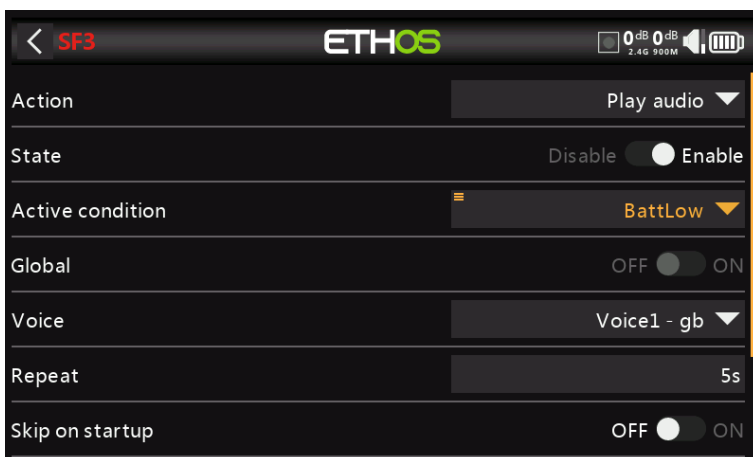 SF3 ETHOS 0dB 0dB
2.4G 900M
Action Play audio
State Disable Enable
Active condition BattLow
Global OFF ON
Voice Voice1 - gb
Repeat 5s
Skip on startup OFF ON